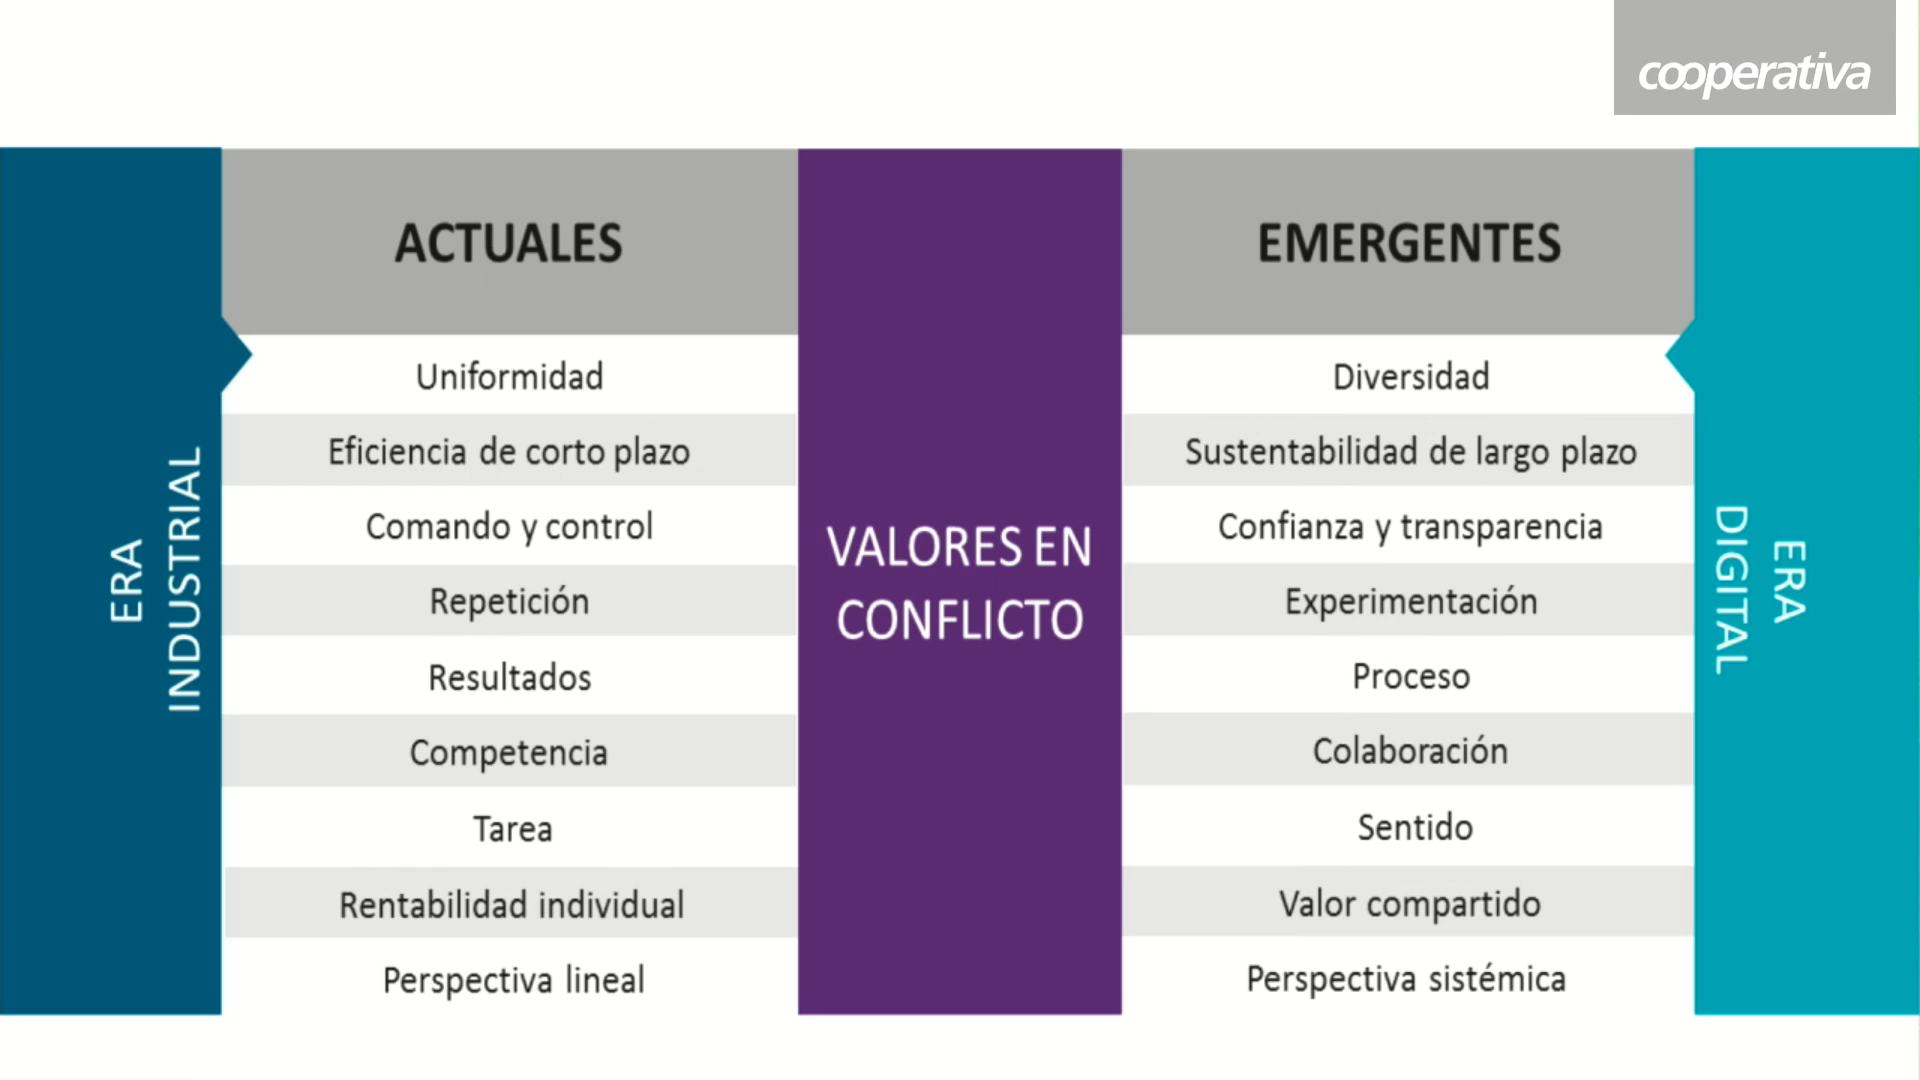 cooperativa
ERA
INDUSTRIAL
ACTUALES
Uniformidad
Eficiencia de corto plazo
Comando y control
Repetición
Resultados
Competencia
Tarea
Rentabilidad individual
Perspectiva lineal
VALORES EN
CONFLICTO
EMERGENTES
Diversidad
Sustentabilidad de largo plazo
Confianza y transparencia
Experimentación
Proceso
Colaboración
Sentido
Valor compartido
Perspectiva sistémica
ERA
DIGITAL